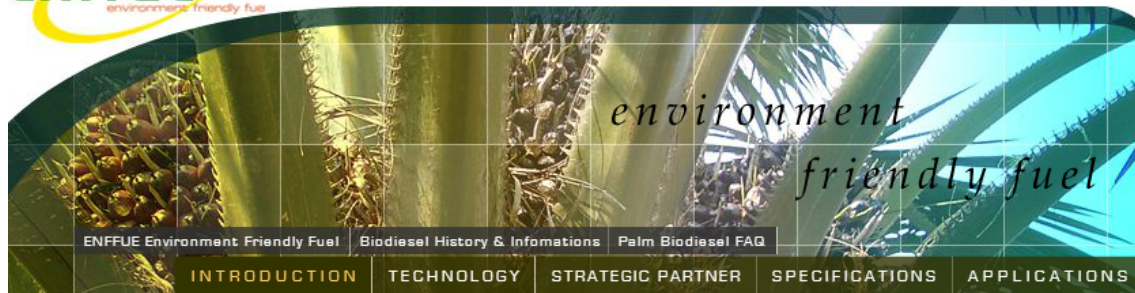 environment friendly fue
environment
friendly fuel
ENFFUE Environment Friendly Fuel | Biodiesel History & Infomations | Palm Biodiesel FAQ
INTRODUCTION | TECHNOLOGY | STRATEGIC PARTNER | SPECIFICATIONS | APPLICATIONS